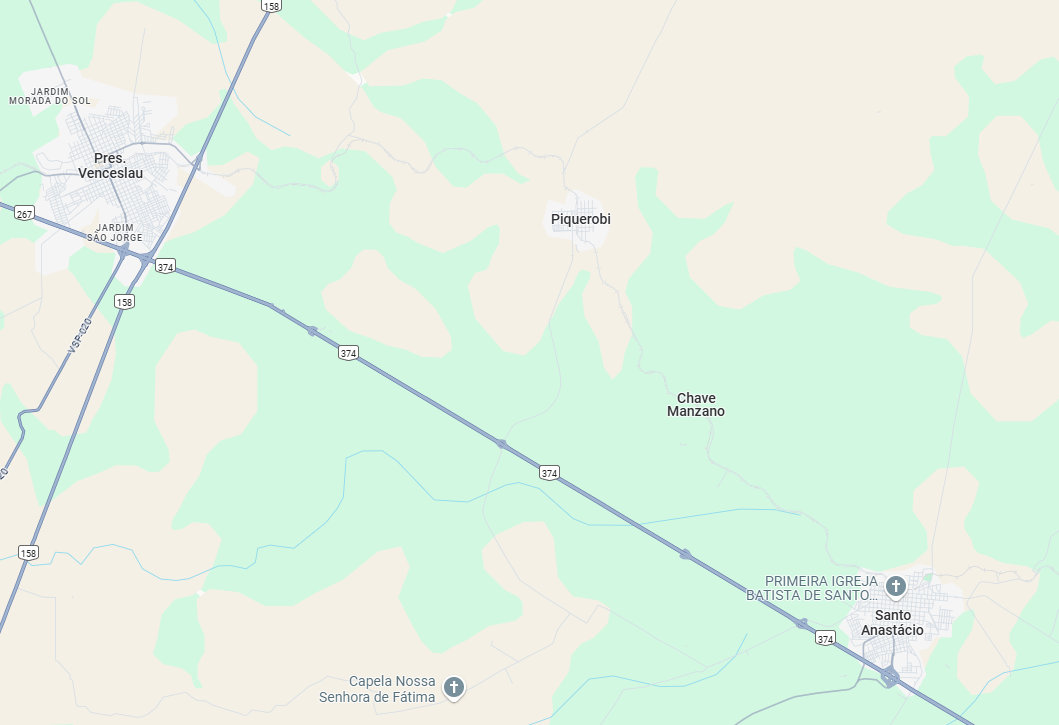 158
JARDIM
MORADA DO SOL
Pres.
Venceslau
267
Piquerobi
JARDIM
SÃO JORGE
374
158
VSP-020
374
Chave
Manzano
374
20
158
PRIMEIRA IGREJA
BATISTA DE SANTO...
Santo
Anastácio
374
Capela Nossa
Senhora de Fátima